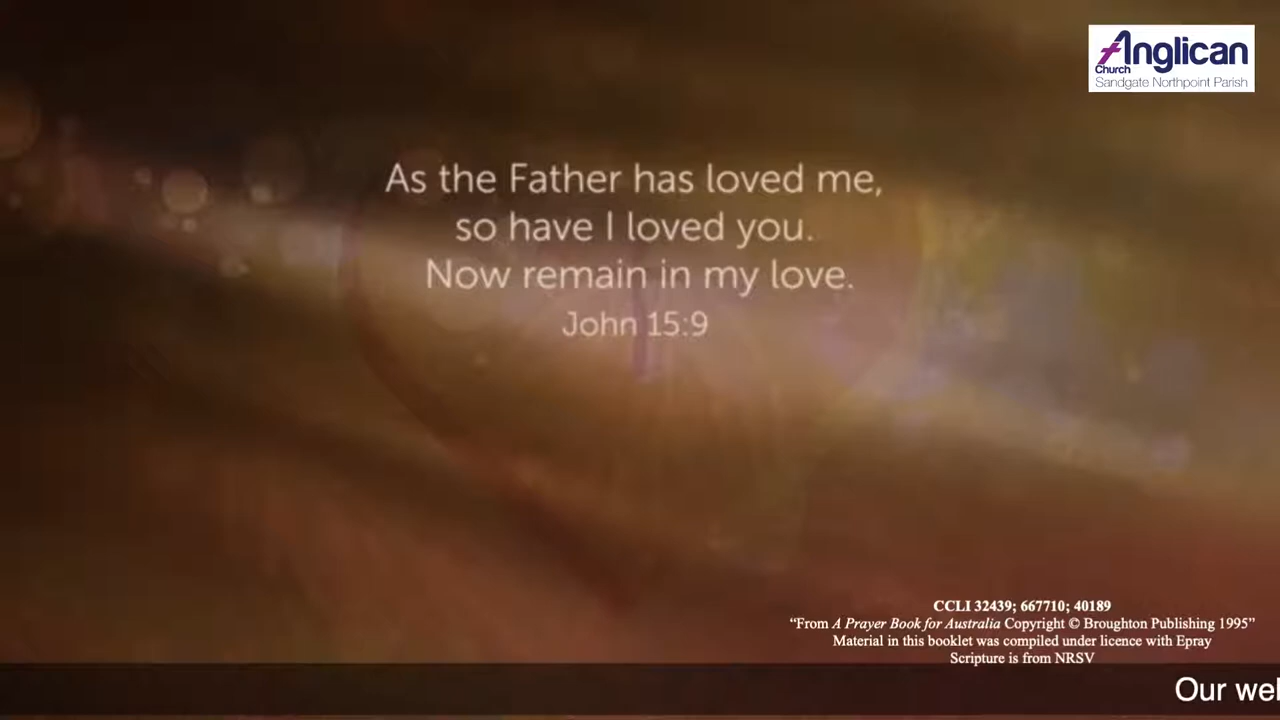 Anglican
Church
Sandgate Northpoint Parish
As the Father has loved me,
so have I loved you.
Now remain in my love.
John 15:9
CCLI 32439; 667710; 40189
“From A Prayer Book for Australia Copyright © Broughton Publishing 1995”
Material in this booklet was compiled under licence with Epray
Scripture is from NRSV
Our